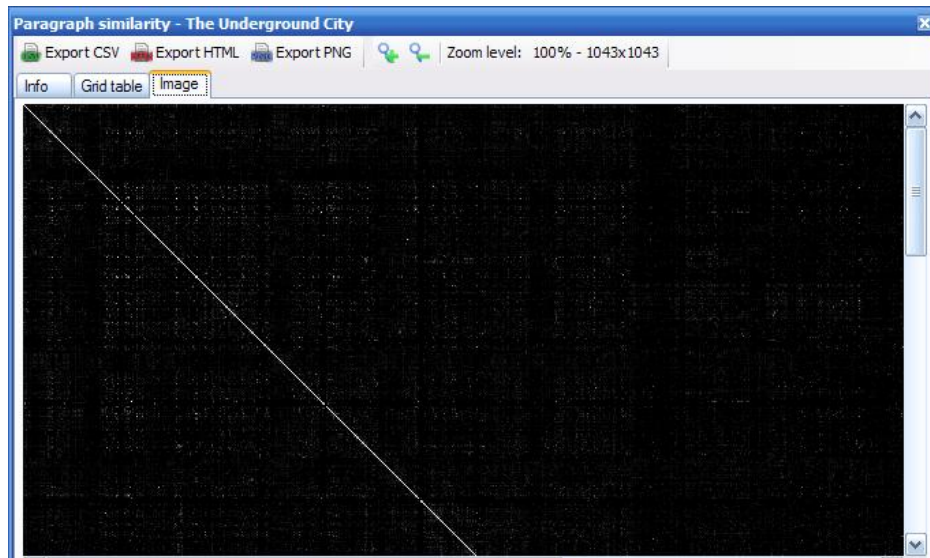 Paragraph similarity - The Underground City
Export CSV Export HTML Export PNG Zoom level: 100% - 1043x1043
Info Grid table Image